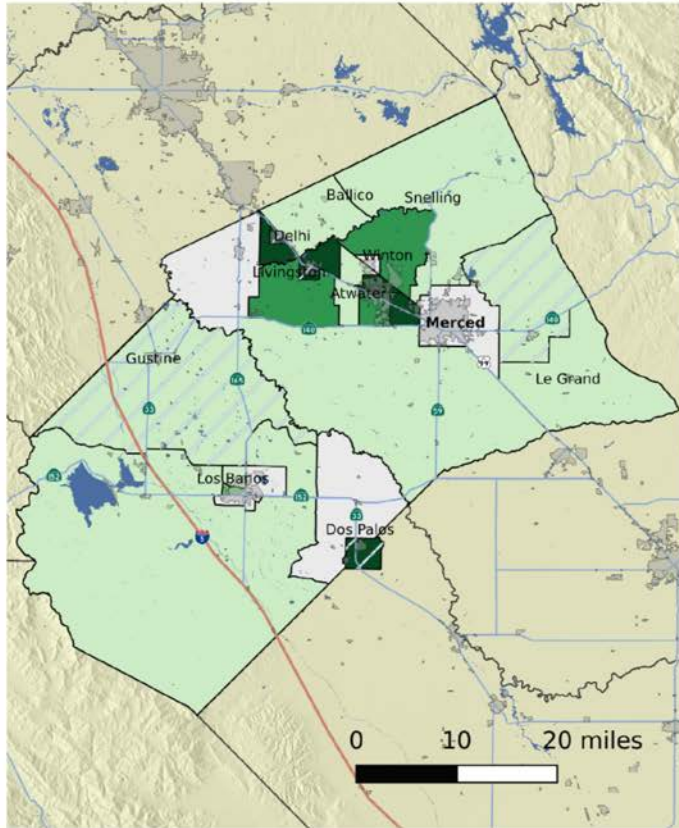 Ballico
Snelling
Delhi
Winton
Livingston
Atwater
Merced
140
140
99
Gustine
165
33
59
Le Grand
152
Los Banos
152
33
5
Dos Palos
0 10 20 miles